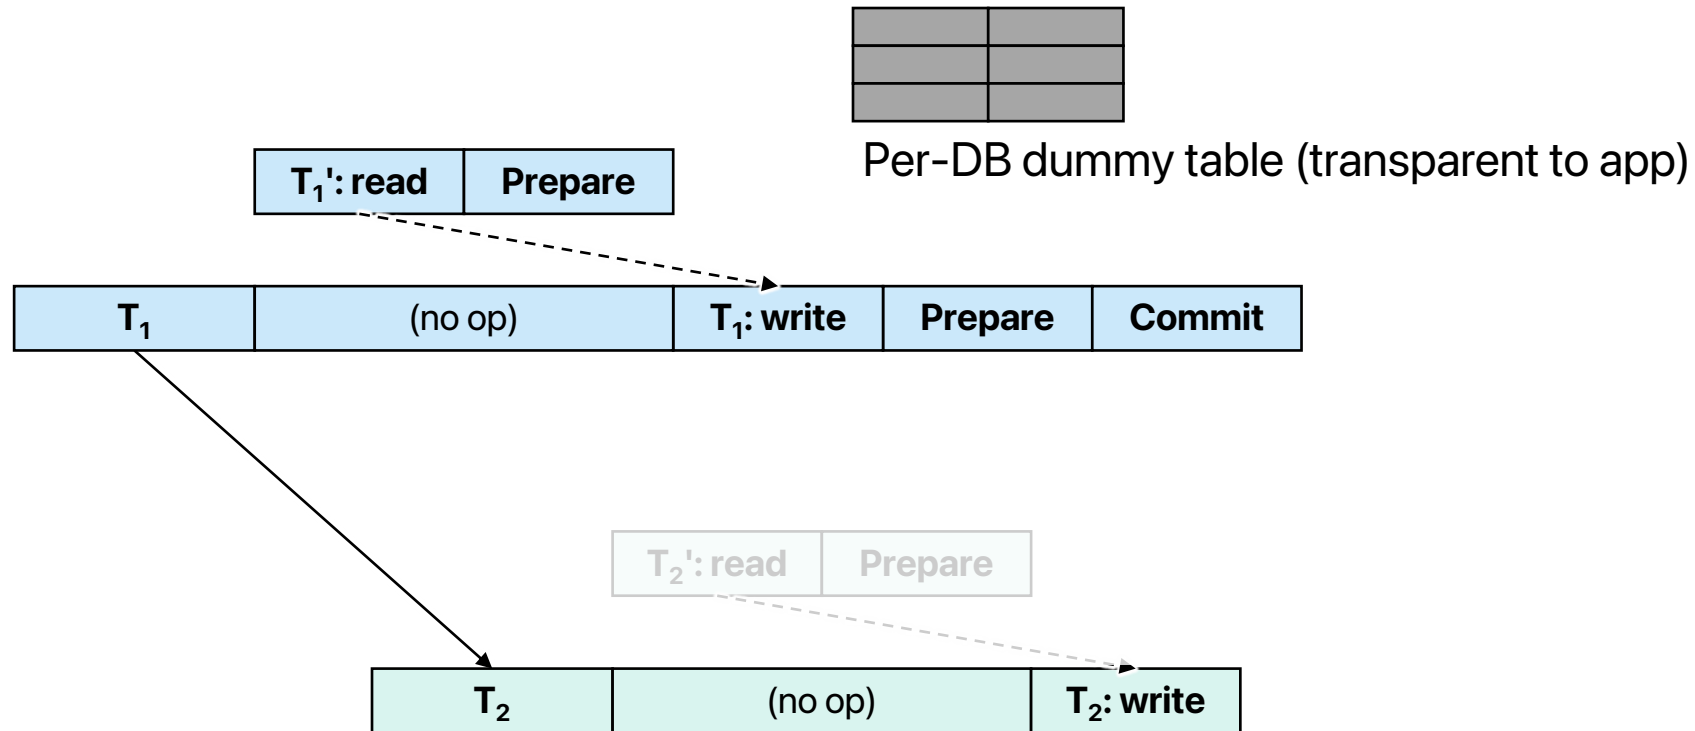 Per-DB dummy table (transparent to app)
T₁': read Prepare
T₁ (no op) T₁: write Prepare Commit
T₂': read Prepare
T₂ (no op) T₂: write